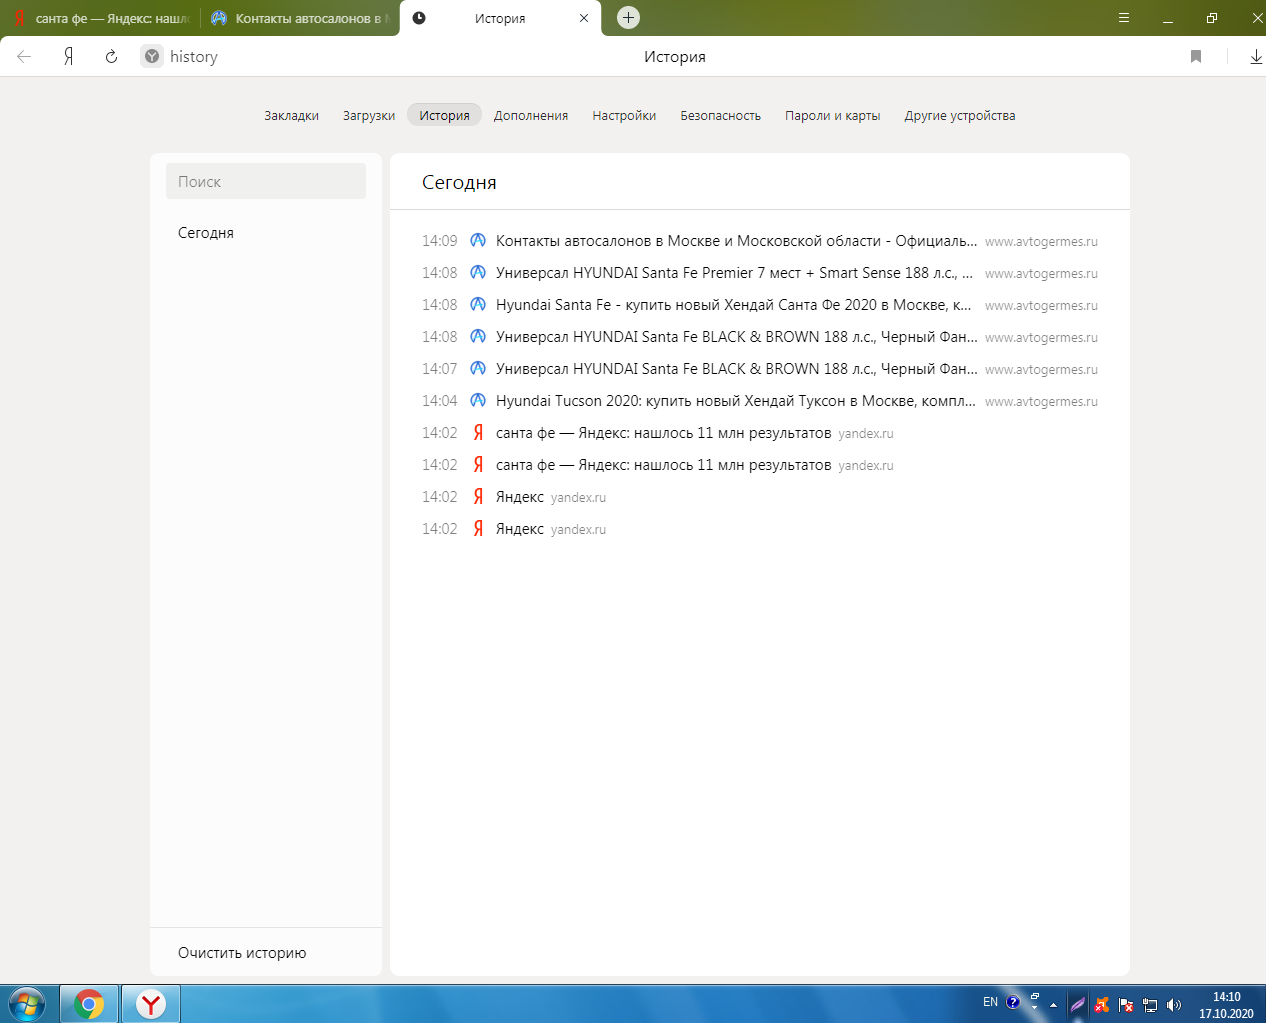 санта фе — Яндекс: нашло
Контакты автосалонов в М
История
history
История
Закладки Загрузки История Дополнения Настройки Безопасность Пароли и карты Другие устройства
Поиск
Сегодня
Очистить историю
Сегодня
14:09 Контакты автосалонов в Москве и Московской области - Официаль... www.avtogermes.ru
14:08 Универсал HYUNDAI Santa Fe Premier 7 мест + Smart Sense 188 л.с., ... www.avtogermes.ru
14:08 Hyundai Santa Fe - купить новый Хендай Санта Фе 2020 в Москве, к... www.avtogermes.ru
14:08 Универсал HYUNDAI Santa Fe BLACK & BROWN 188 л.с., Черный Фан... www.avtogermes.ru
14:07 Универсал HYUNDAI Santa Fe BLACK & BROWN 188 л.с., Черный Фан... www.avtogermes.ru
14:04 Hyundai Tucson 2020: купить новый Хендай Туксон в Москве, компл... www.avtogermes.ru
14:02 санта фе — Яндекс: нашлось 11 млн результатов yandex.ru
14:02 санта фе — Яндекс: нашлось 11 млн результатов yandex.ru
14:02 Яндекс yandex.ru
14:02 Яндекс yandex.ru
EN
14:10
17.10.2020